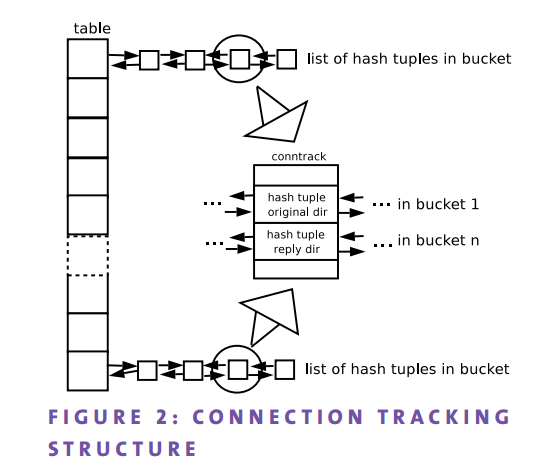 table
list of hash tuples in bucket
conntrack
hash tuple
original dir
... ... in bucket 1
hash tuple
reply dir
... ... in bucket n
list of hash tuples in bucket
FIGURE 2: CONNECTION TRACKING
STRUCTURE